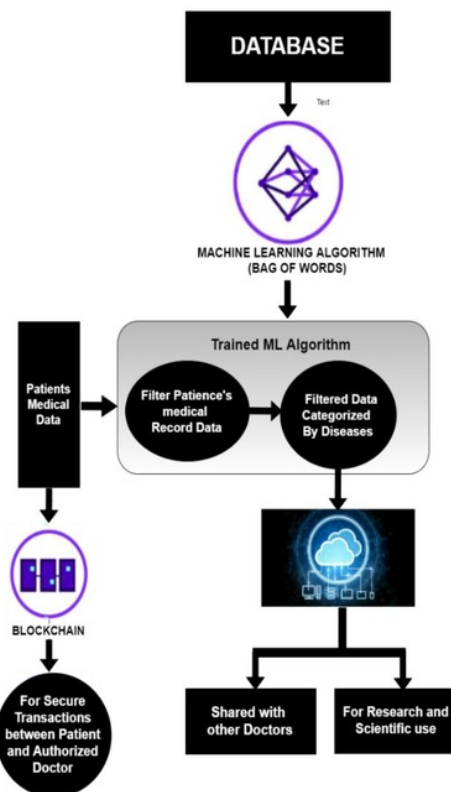 DATABASE
Text
MACHINE LEARNING ALGORITHM
(BAG OF WORDS)
Trained ML Algorithm
Patients
Medical
Data
Filter Patience's
medical
Record Data
Filtered Data
Categorized
By Diseases
BLOCKCHAIN
For Secure
Transactions
between Patient
and Authorized
Doctor
Shared with
other Doctors
For Research and
Scientific use